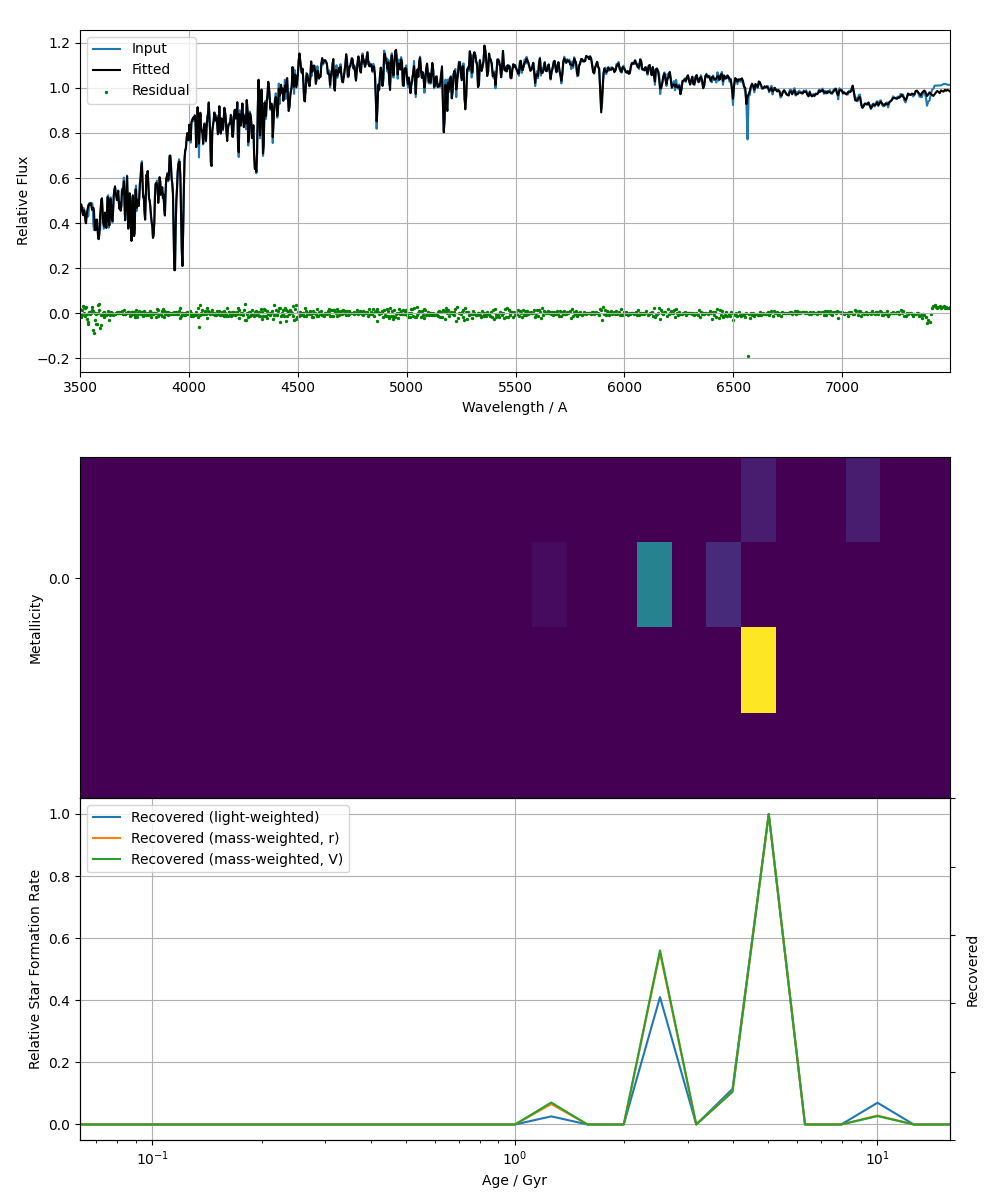 1.2
1.0
0.8
0.6
0.4
0.2
0.0
−0.2
Relative Flux
Input
Fitted
Residual
3500 4000 4500 5000 5500 6000 6500 7000
Wavelength / A
0.0
Metallicity
1.0
0.8
0.6
0.4
0.2
0.0
Relative Star Formation Rate
Recovered (light-weighted)
Recovered (mass-weighted, r)
Recovered (mass-weighted, V)
Recovered
10⁻¹ 10⁰ 10¹
Age / Gyr